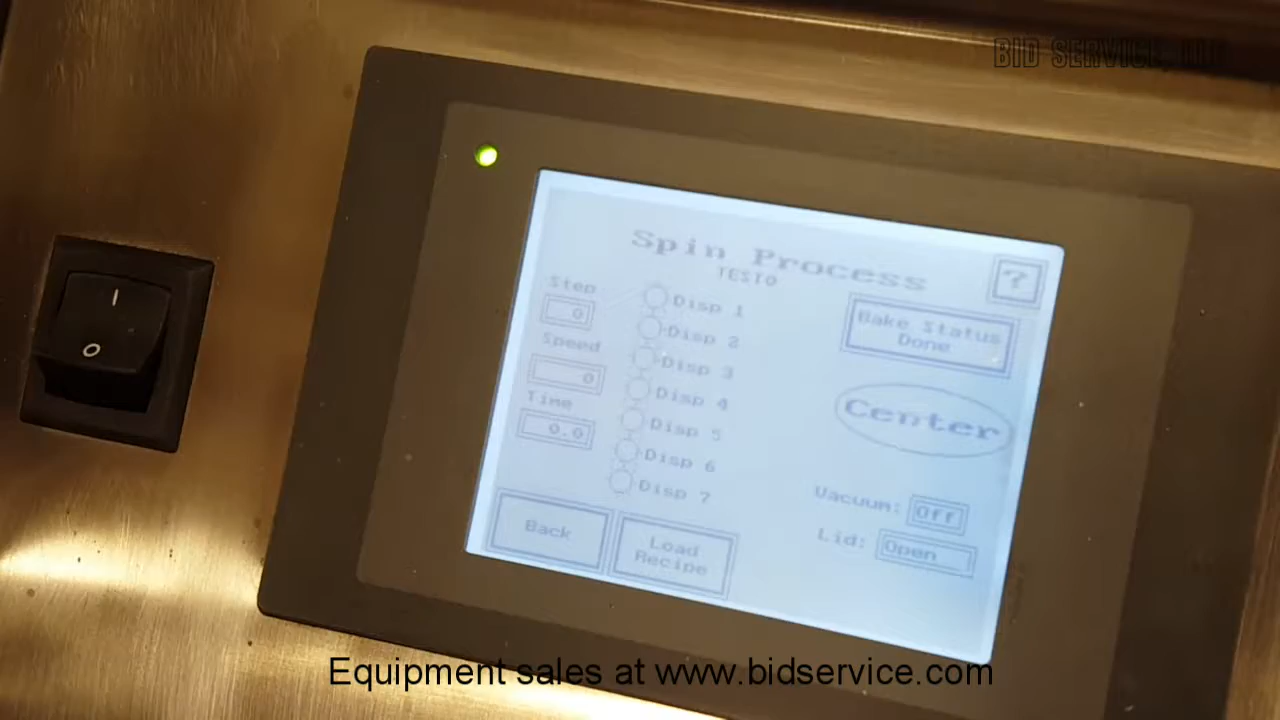 BID SERVICE, LLC
Spin Process
TESTO
?
Step
0
Speed
0
Time
0.0
Disp 1
Disp 2
Disp 3
Disp 4
Disp 5
Disp 6
Disp 7
Bake Status
Done
Center
Vacuum: Off
Lid: Open
Back
Load
Recipe
I
O
Equipment sales at www.bidservice.com